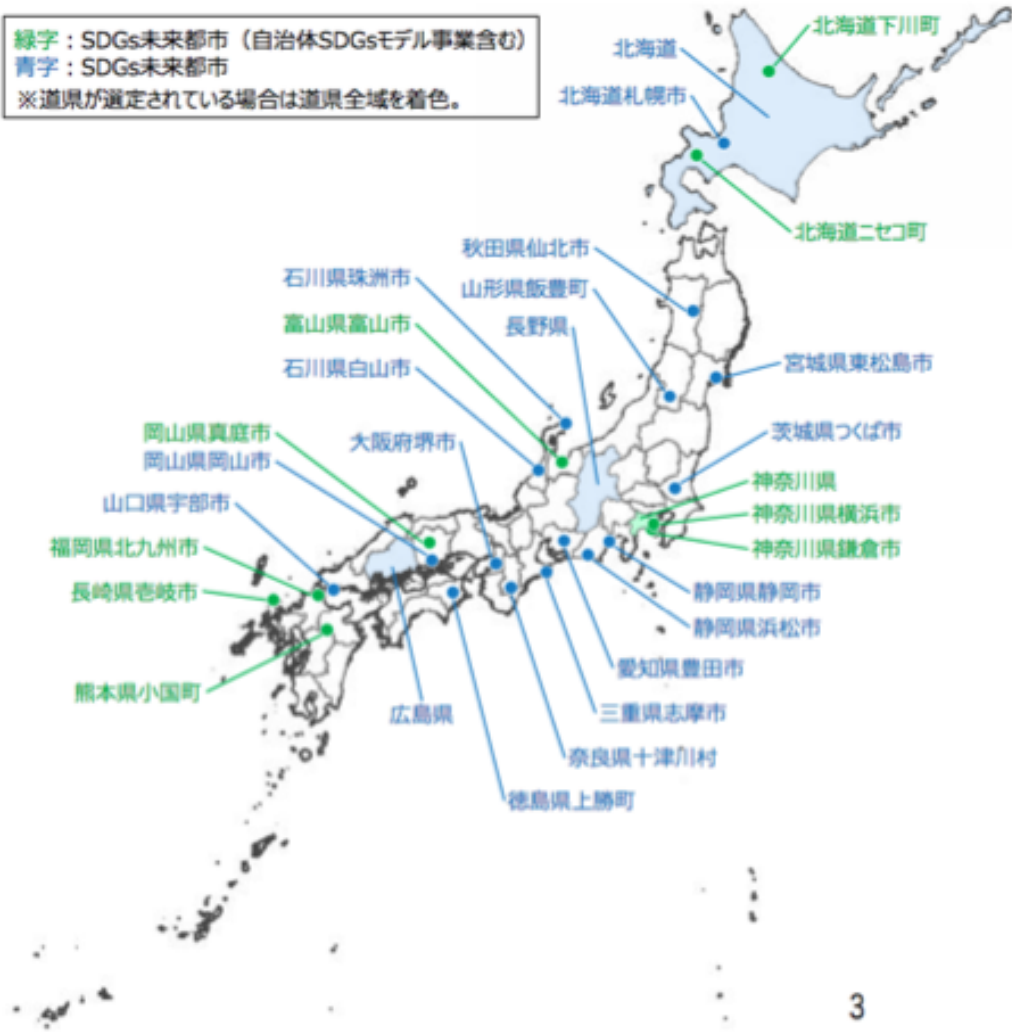 緑字：SDGs未来都市（自治体SDGsモデル事業含む）
青字：SDGs未来都市
※道県が選定されている場合は道県全域を着色。
北海道下川町
北海道
北海道札幌市
北海道ニセコ町
秋田県仙北市
石川県珠洲市
山形県飯豊町
富山県富山市
長野県
石川県白山市
宮城県東松島市
岡山県真庭市
大阪府堺市
茨城県つくば市
岡山県岡山市
神奈川県
山口県宇部市
神奈川県横浜市
福岡県北九州市
神奈川県鎌倉市
長崎県壱岐市
静岡県静岡市
静岡県浜松市
愛知県豊田市
熊本県小国町
広島県
三重県志摩市
奈良県十津川村
徳島県上勝町
3